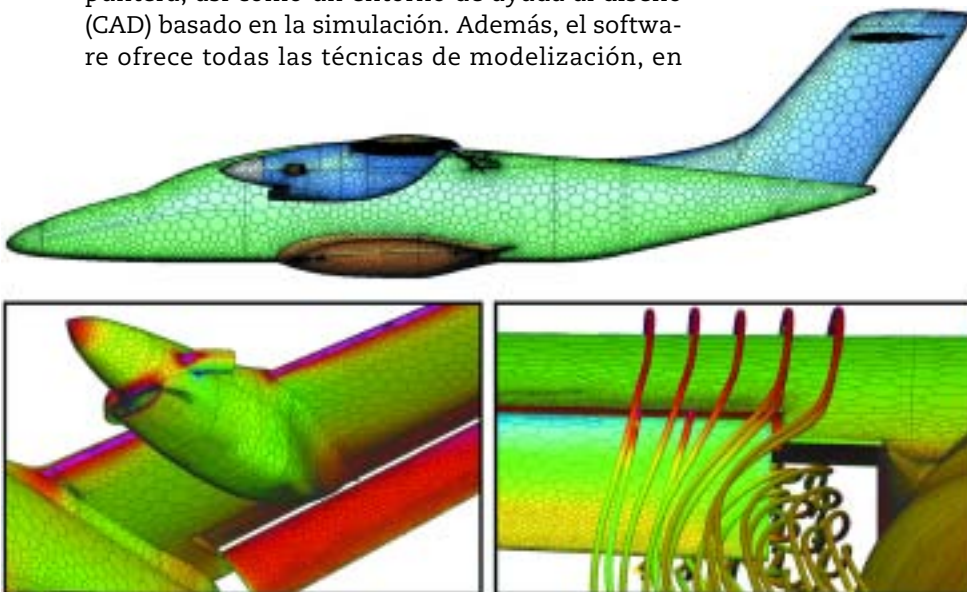 puntera, así como un entorno de ayuda al diseño
(CAD) basado en la simulación. Además, el softwa-
re ofrece todas las técnicas de modelización, en